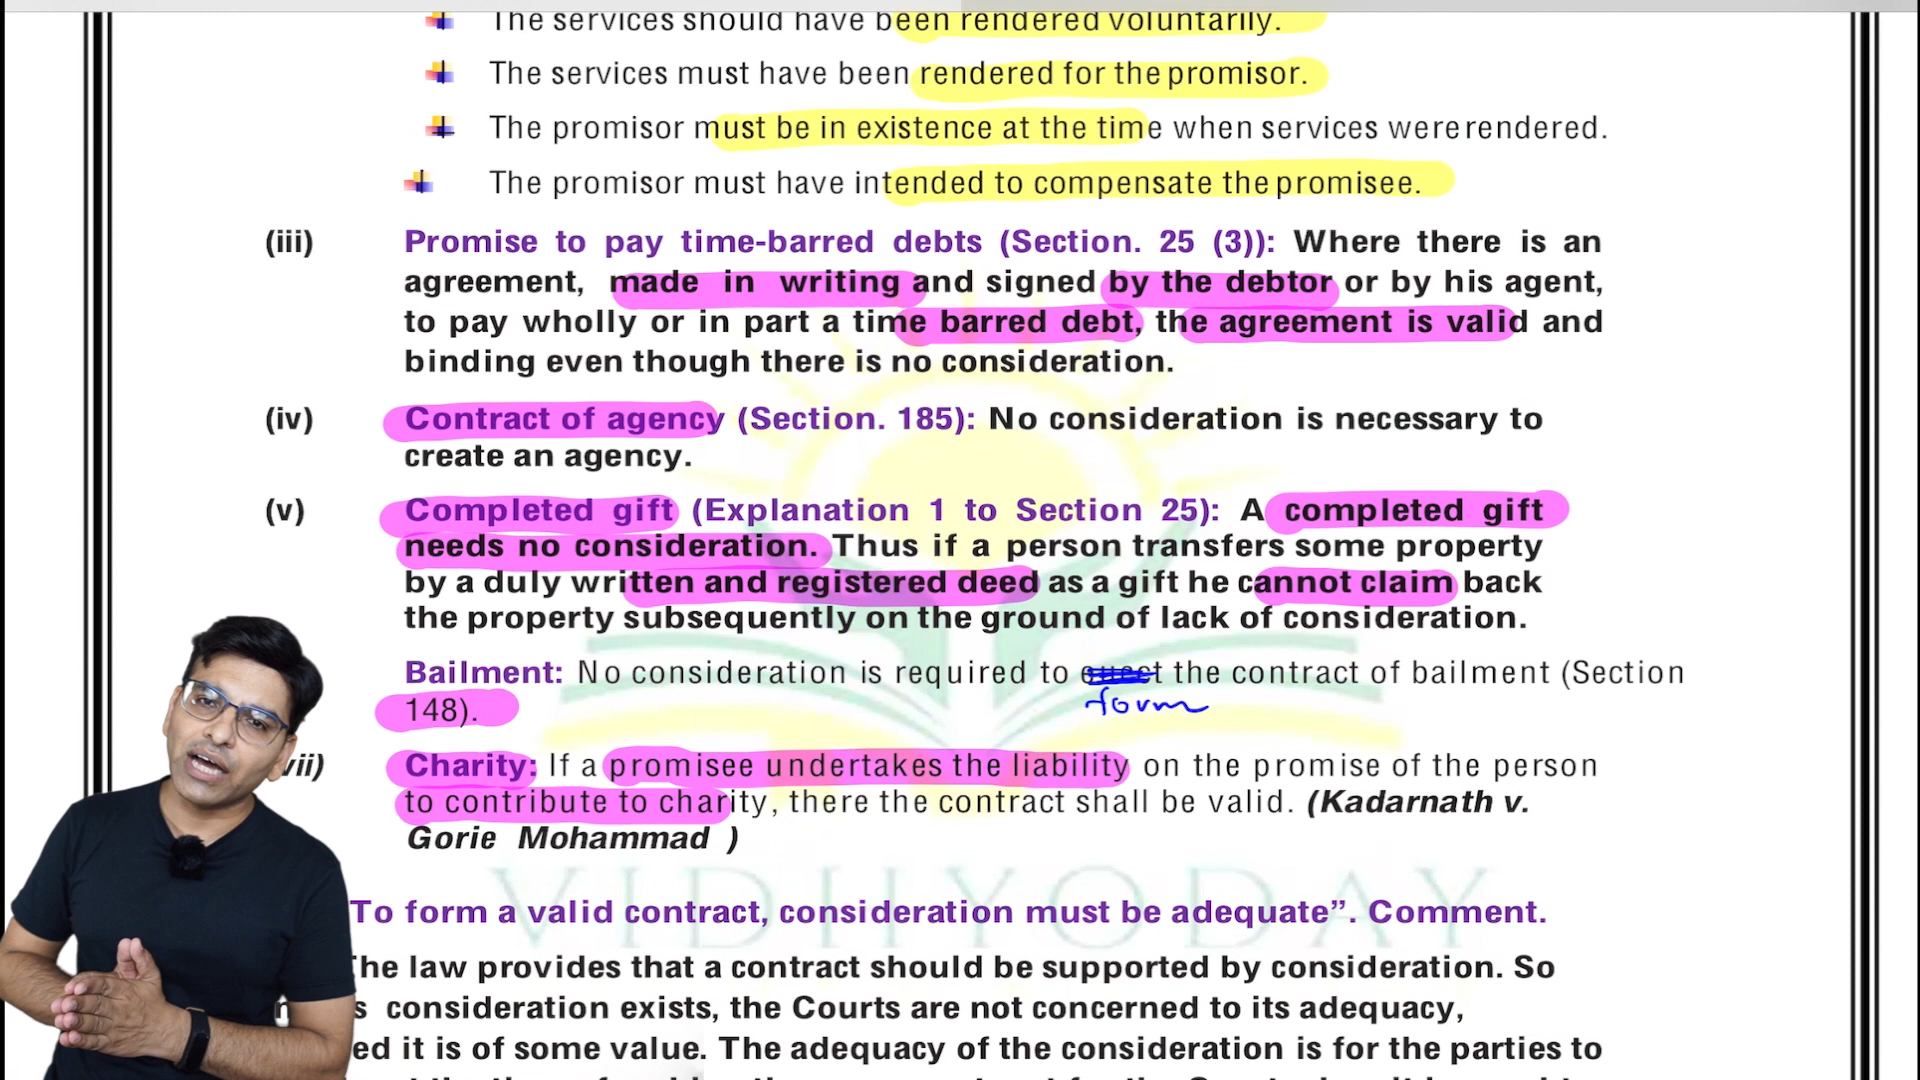 The services should have been rendered voluntarily.
The services must have been rendered for the promisor.
The promisor must be in existence at the time when services were rendered.
The promisor must have intended to compensate the promisee.
(iii) Promise to pay time-barred debts (Section. 25 (3)): Where there is an
agreement, made in writing and signed by the debtor or by his agent,
to pay wholly or in part a time barred debt, the agreement is valid and
binding even though there is no consideration.
(iv) Contract of agency (Section. 185): No consideration is necessary to
create an agency.
(v) Completed gift (Explanation 1 to Section 25): A completed gift
needs no consideration. Thus if a person transfers some property
by a duly written and registered deed as a gift he cannot claim back
the property subsequently on the ground of lack of consideration.
Bailment: No consideration is required to the contract of bailment (Section
form
148).
vii) Charity: If a promisee undertakes the liability on the promise of the person
to contribute to charity, there the contract shall be valid. (Kadarnath v.
Gorie Mohammad )
VIDHYODAY
To form a valid contract, consideration must be adequate”. Comment.
The law provides that a contract should be supported by consideration. So
consideration exists, the Courts are not concerned to its adequacy,
it is of some value. The adequacy of the consideration is for the parties to